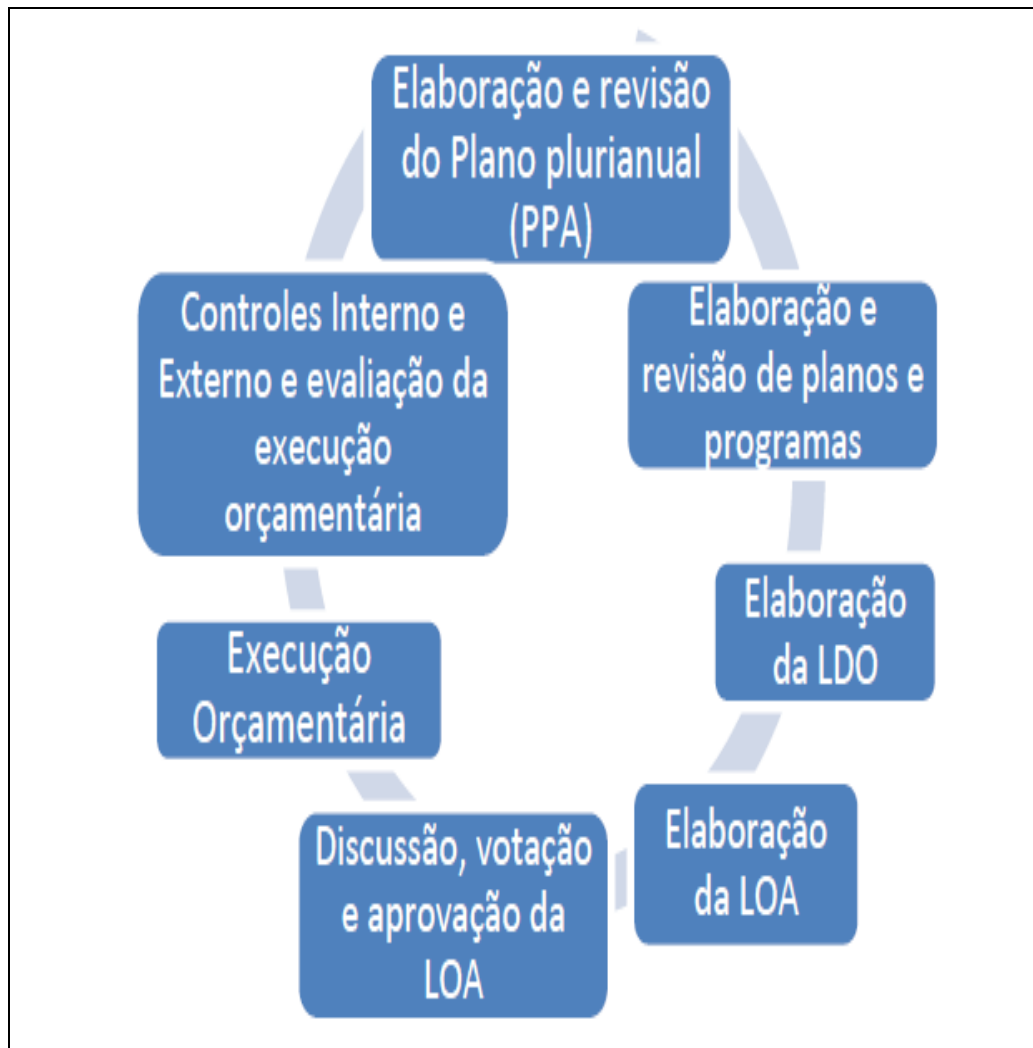 Elaboração e revisão
do Plano plurianual
(PPA)
Elaboração e
revisão de planos e
programas
Elaboração
da LDO
Elaboração
da LOA
Discussão, votação
e aprovação da
LOA
Execução
Orçamentária
Controles Interno e
Externo e evaliação da
execução
orçamentária